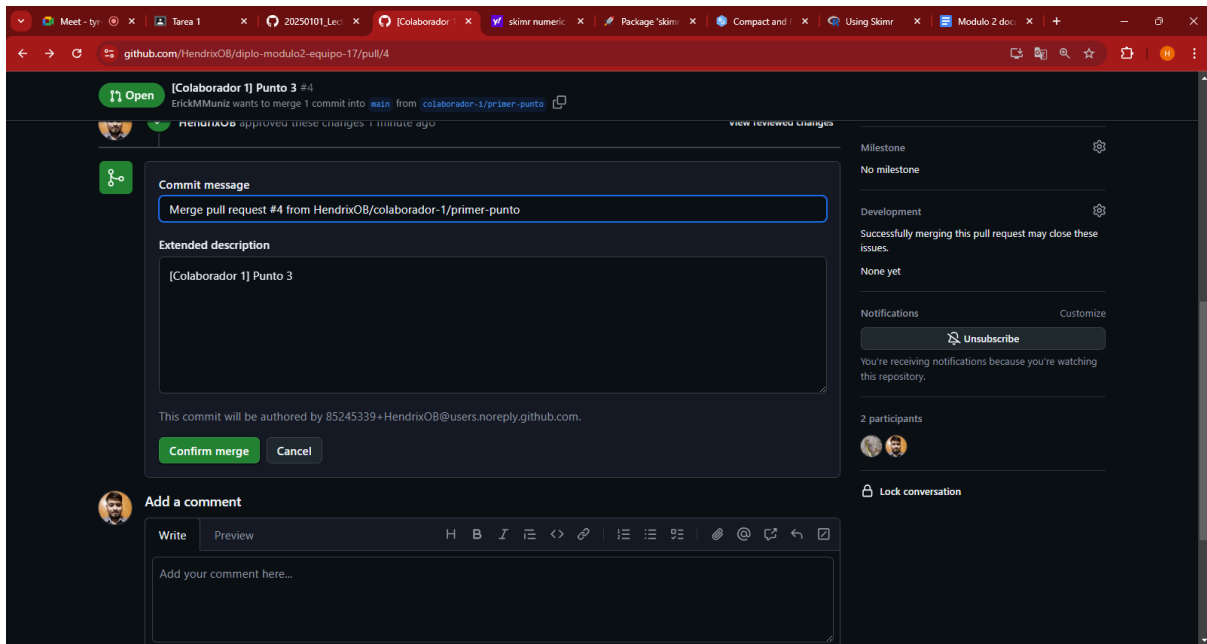 Meet - tyr-
Tarea 1
20250101_Lect
[Colaborador 1
skimr numeric
Package 'skimr
Compact and
Using Skimr
Modulo 2 doc
github.com/HendrixOB/diplo-modulo2-equipo-17/pull/4
H
Open
[Colaborador 1] Punto 3 #4
ErickMMuniz wants to merge 1 commit into main from colaborador-1/primer-punto
HendrixOB approved these changes 1 minute ago
View reviewed changes
Commit message
Merge pull request #4 from HendrixOB/colaborador-1/primer-punto
Extended description
[Colaborador 1] Punto 3
This commit will be authored by 85245339+HendrixOB@users.noreply.github.com.
Confirm merge
Cancel
Add a comment
Write
Preview
Add your comment here...
Milestone
No milestone
Development
Successfully merging this pull request may close these
issues.
None yet
Notifications
Customize
Unsubscribe
You're receiving notifications because you're watching
this repository.
2 participants
Lock conversation